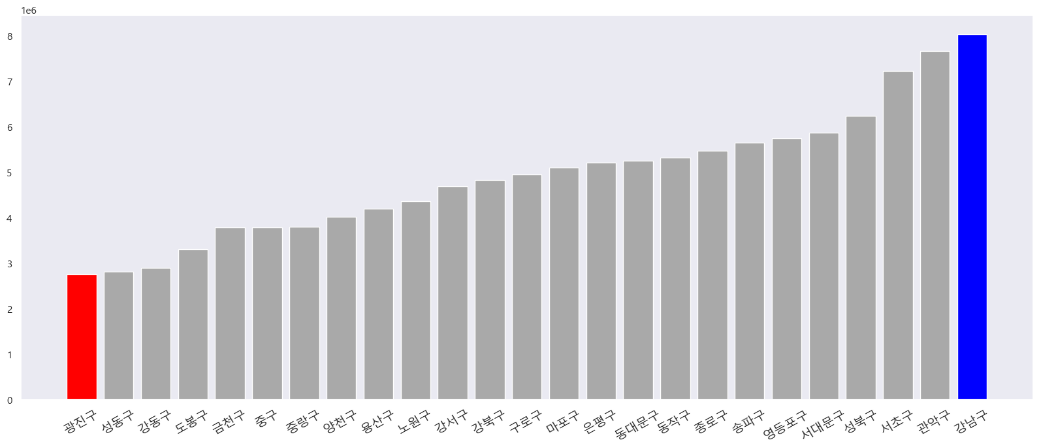 1e6
8
7
6
5
4
3
2
1
0
광진구
성동구
강동구
도봉구
금천구
중구
중랑구
양천구
용산구
노원구
강서구
강북구
구로구
마포구
은평구
동대문구
동작구
종로구
송파구
영등포구
서대문구
성북구
서초구
관악구
강남구